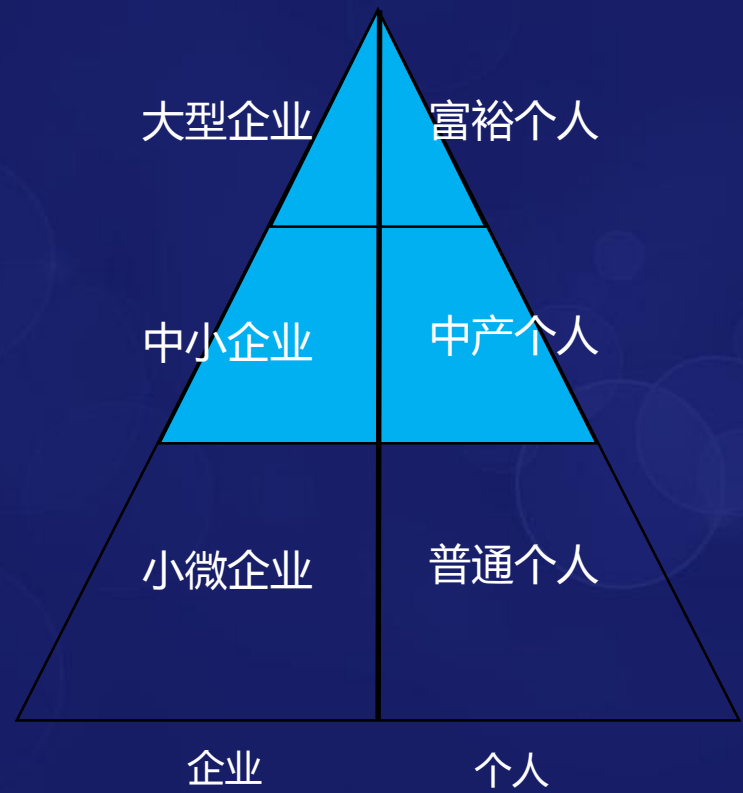 大型企业
富裕个人
中小企业
中产个人
小微企业
普通个人
企业
个人